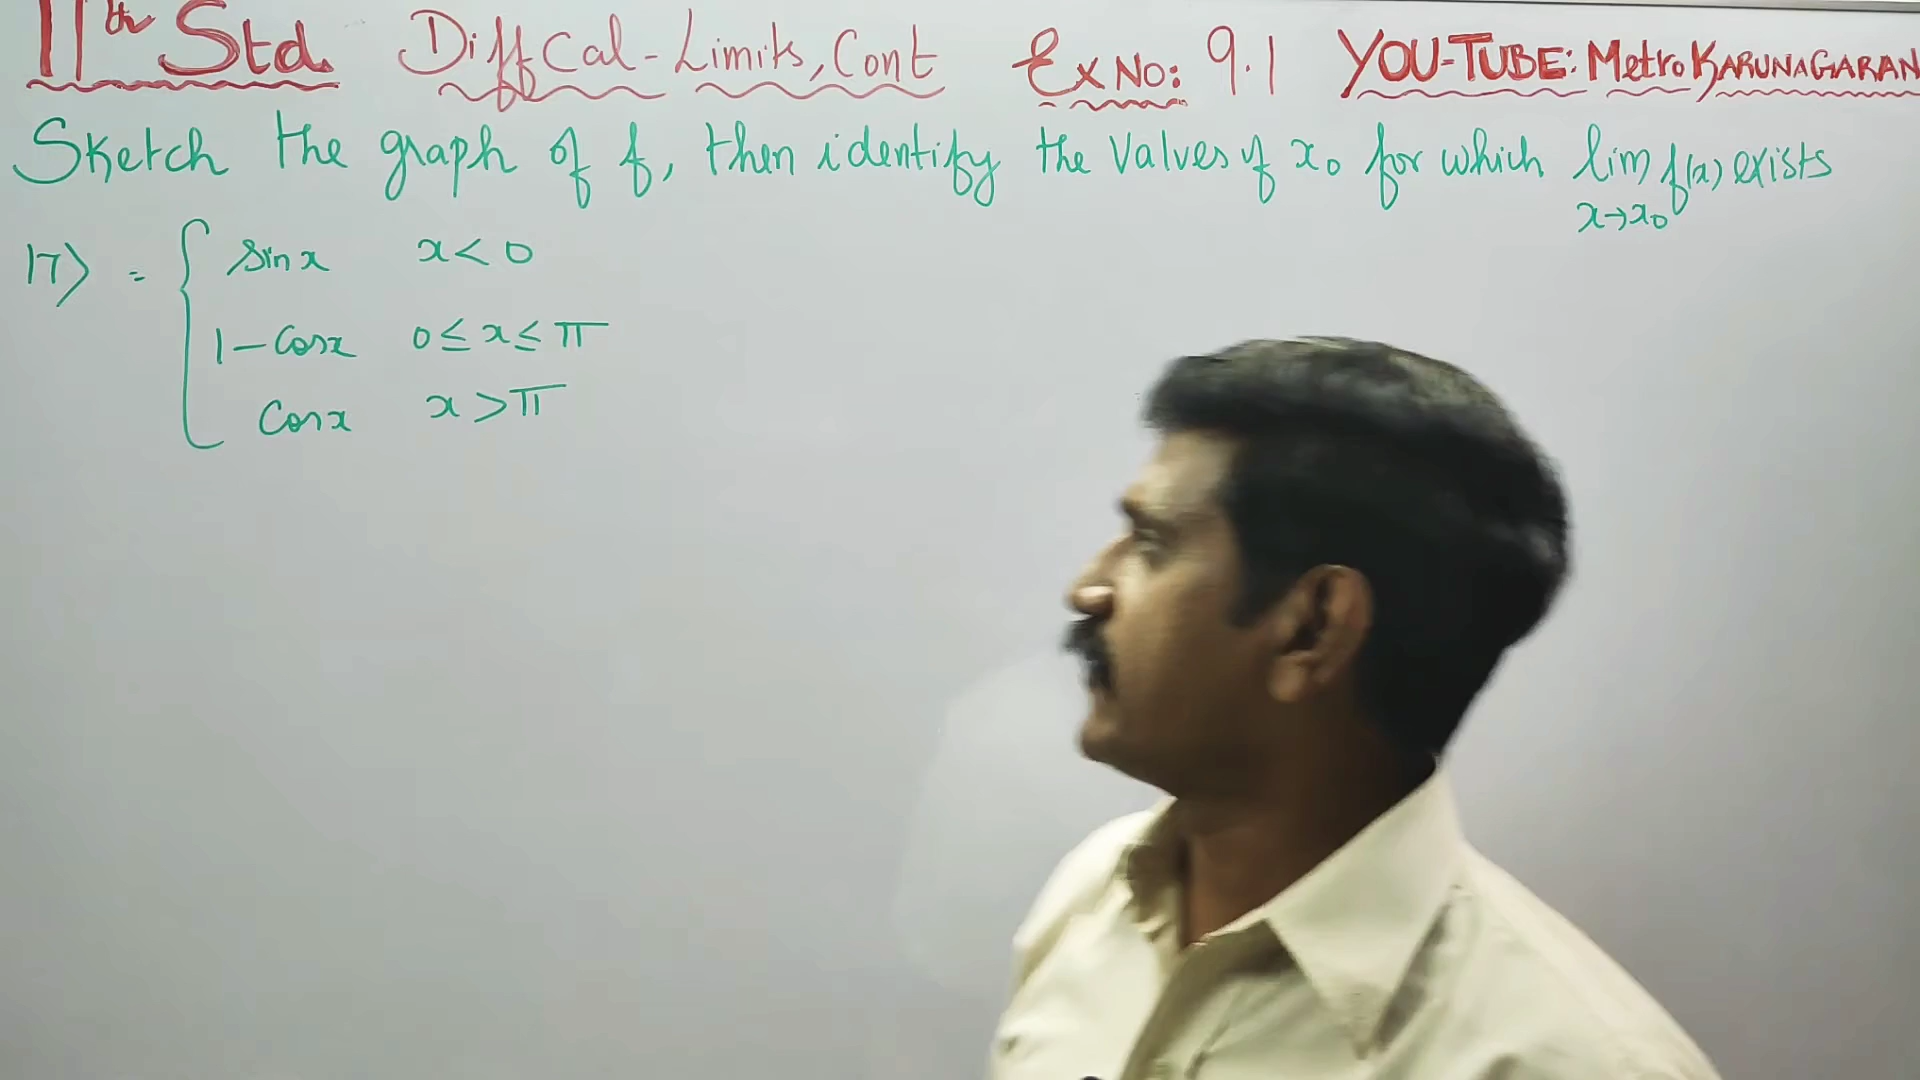 11th Std. Diff Cal - Limits, Cont Ex No: 9.1 YOU-TUBE: Metro KARUNAGARAN
Sketch the graph of f, then identify the Values of x₀ for which lim f(x) exists
x→x₀
17) = { sin x x < 0
1 - Cos x 0 ≤ x ≤ π
Cos x x > π